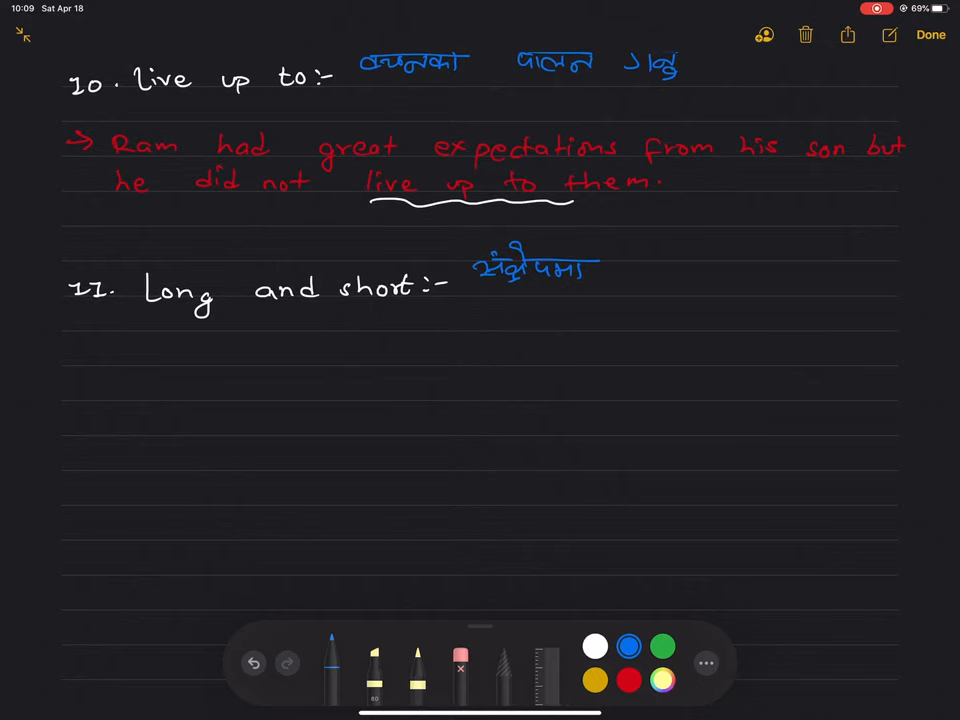 10:09 Sat Apr 18 69%
Done
10. live up to:- वचनका पालन गर्नु
→ Ram had great expectations from his son but
he did not live up to them.
11. Long and short:- संक्षेपमा
80